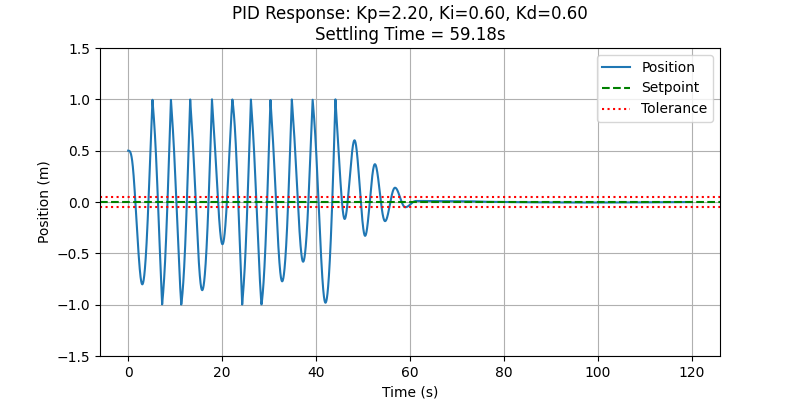 PID Response: Kp=2.20, Ki=0.60, Kd=0.60
Settling Time = 59.18s
Position
Setpoint
Tolerance
Position (m)
1.5
1.0
0.5
0.0
−0.5
−1.0
−1.5
0 20 40 60 80 100 120
Time (s)